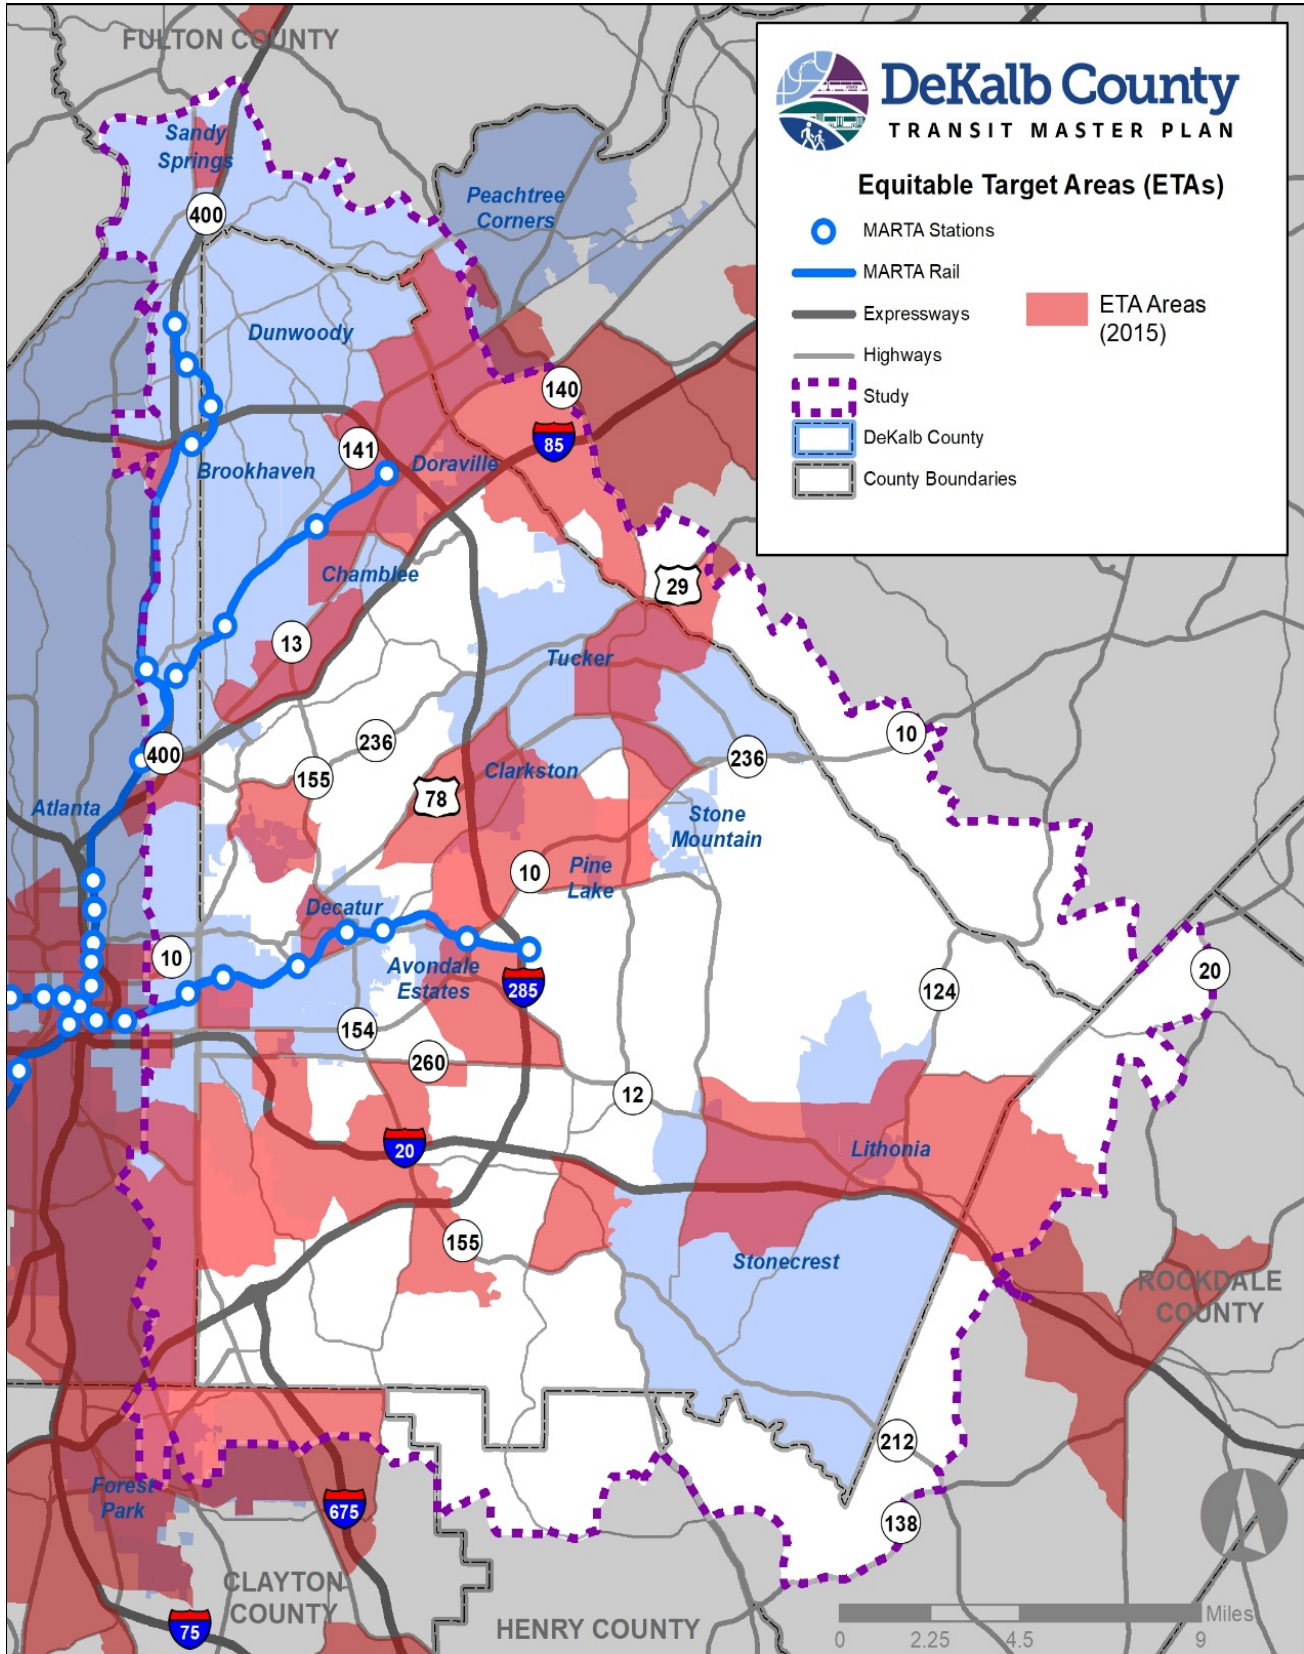 FULTON COUNTY
DeKalb County
TRANSIT MASTER PLAN
Equitable Target Areas (ETAs)
MARTA Stations
MARTA Rail
Expressways
Highways
Study
DeKalb County
County Boundaries
ETA Areas
(2015)
Sandy
Springs
400
Peachtree
Corners
Dunwoody
140
141
85
Brookhaven
Doraville
Chamblee
29
13
Tucker
10
236
236
400
155
78
Clarkston
Atlanta
Stone
Mountain
10
Pine
Lake
Decatur
10
Avondale
Estates
285
124
20
154
260
12
20
Lithonia
155
Stonecrest
ROCKDALE
COUNTY
212
Forest
Park
675
138
CLAYTON
COUNTY
75
HENRY COUNTY
Miles
0
2.25
4.5
9